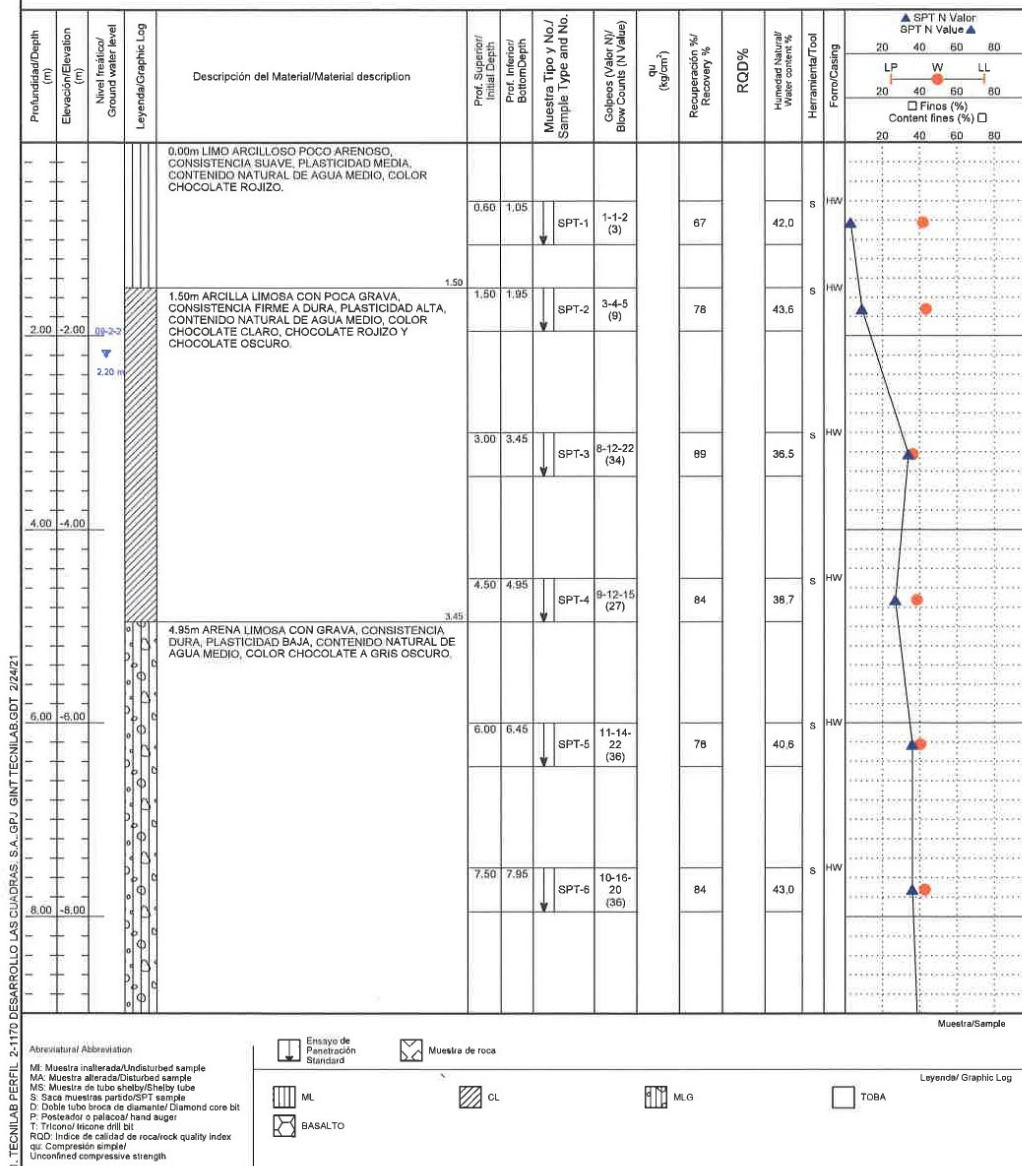 Profundidad/Depth (m)
Elevación/Elevation (m)
Nivel freático/ Ground water level
Leyenda/Graphic Log
Descripción del Material/Material description
Prof. Superior/ Initial Depth
Prof. Inferior/ BottomDepth
Muestra Tipo y No./ Sample Type and No.
Golpeos (Valor N)/ Blow Counts (N Value)
qu (kg/cm²)
Recuperación %/ Recovery %
RQD%
Humedad Natural/ Water content %
Herramienta/Tool
Forro/Casing
SPT N Valor
SPT N Value
20 40 60 80
LP W LL
20 40 60 80
Finos (%)
Content fines (%)
20 40 60 80
0.00m LIMO ARCILLOSO POCO ARENOSO,
CONSISTENCIA SUAVE, PLASTICIDAD MEDIA,
CONTENIDO NATURAL DE AGUA MEDIO, COLOR
CHOCOLATE ROJIZO.
0.60 1.05 SPT-1 1-1-2 (3) 67 42,0 S HW
1.50
1.50m ARCILLA LIMOSA CON POCA GRAVA,
CONSISTENCIA FIRME A DURA, PLASTICIDAD ALTA,
CONTENIDO NATURAL DE AGUA MEDIO, COLOR
CHOCOLATE CLARO, CHOCOLATE ROJIZO Y
CHOCOLATE OSCURO.
1.50 1.95 SPT-2 3-4-5 (9) 78 43,6 S HW
2.00 -2.00 09-2-2
2.20 m
3.00 3.45 SPT-3 8-12-22 (34) 89 36,5 S HW
4.00 -4.00
4.50 4.95 SPT-4 9-12-15 (27) 84 38,7 S HW
3.45
4.95m ARENA LIMOSA CON GRAVA, CONSISTENCIA
DURA, PLASTICIDAD BAJA, CONTENIDO NATURAL DE
AGUA MEDIO, COLOR CHOCOLATE A GRIS OSCURO.
6.00 -6.00
6.00 6.45 SPT-5 11-14-22 (36) 78 40,6 S HW
7.50 7.95 SPT-6 10-16-20 (36) 84 43,0 S HW
8.00 -8.00
TECNILAB PERFIL 2-1170 DESARROLLO LAS CUADRAS, S.A..GPJ GINT TECNILAB.GDT 2/24/21
Muestra/Sample
Abreviatura/ Abbreviation
MI: Muestra inalterada/Undisturbed sample
MA: Muestra alterada/Disturbed sample
MS: Muestra de tubo shelby/Shelby tube
S: Saca muestras partido/SPT sample
D: Doble tubo broca de diamante/ Diamond core bit
P: Posteador o palacoa/ hand auger
T: Tricono/ tricone drill bit
RQD: Indice de calidad de roca/rock quality index
qu: Compresión simple/
Unconfined compressive strength
Ensayo de
Penetración
Standard
Muestra de roca
Leyenda/ Graphic Log
ML
CL
MLG
TOBA
BASALTO